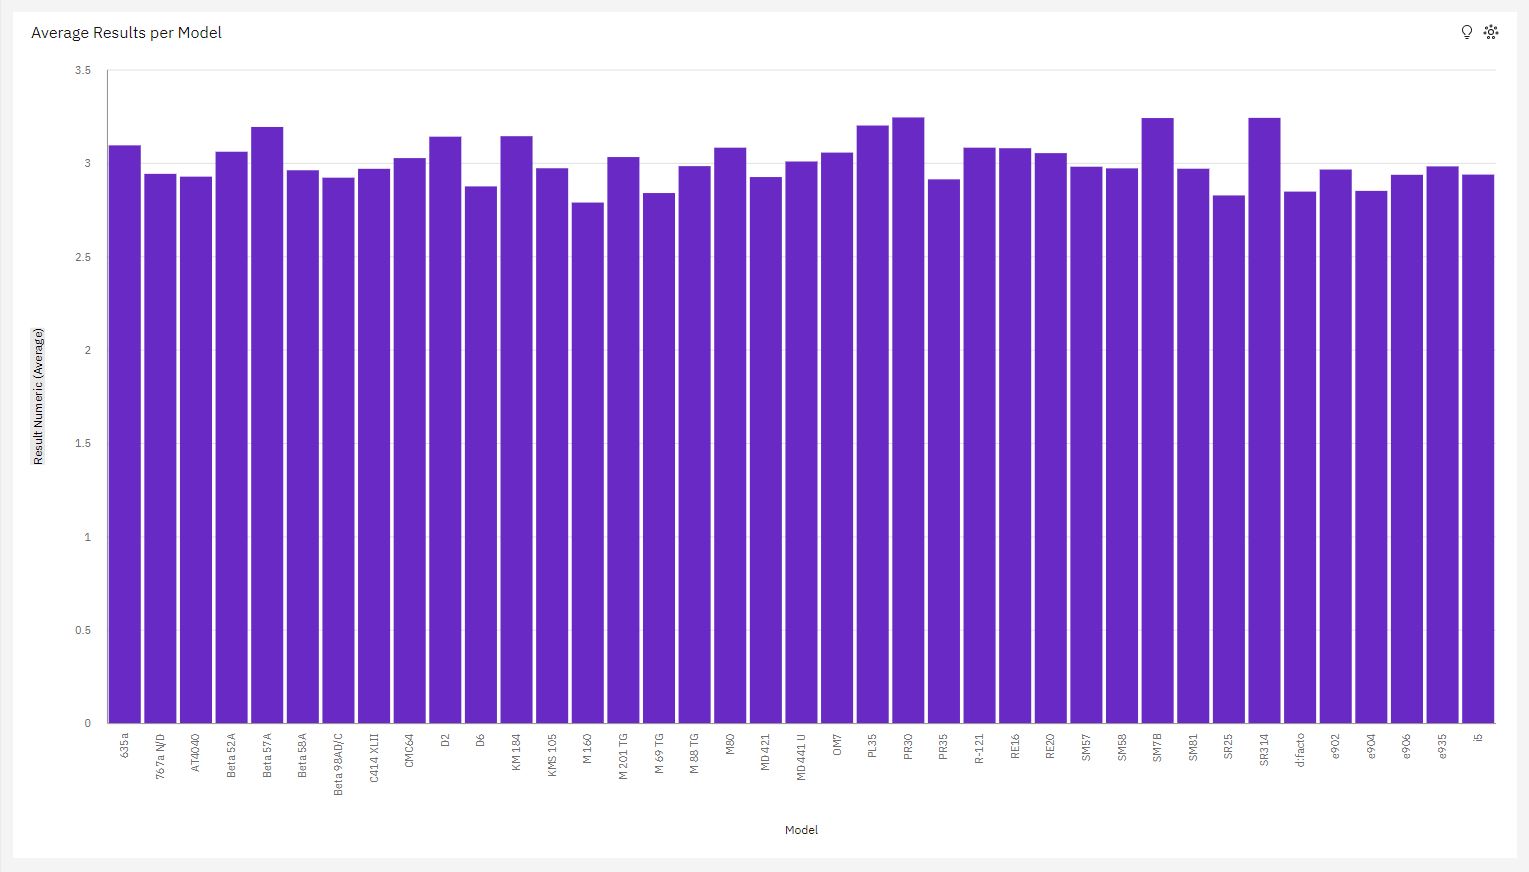 Average Results per Model
3.5
3
2.5
2
1.5
1
0.5
0
Result Numeric (Average)
635a
767a N/D
AT4040
Beta 52A
Beta 57A
Beta 58A
Beta 98AD/C
C414 XLII
CMC64
D2
D6
KM 184
KMS 105
M 160
M 201 TG
M 69 TG
M 88 TG
M80
MD 421
MD 441 U
OM7
PL35
PR30
PR35
R-121
RE16
RE20
SM57
SM58
SM7B
SM81
SR25
SR314
d:facto
e902
e904
e906
e935
i5
Model